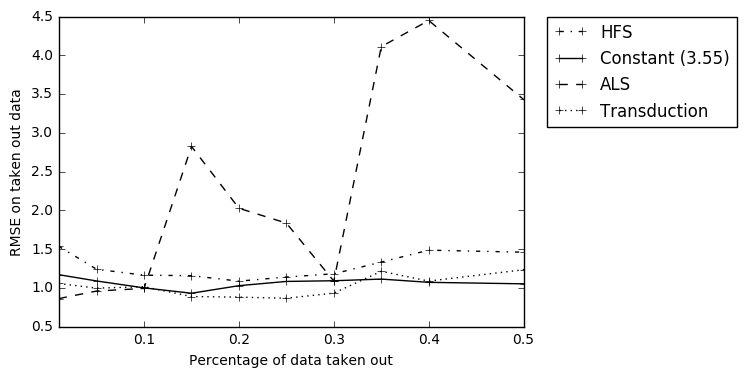 4.5
4.0
3.5
3.0
2.5
2.0
1.5
1.0
0.5
RMSE on taken out data
0.1 0.2 0.3 0.4 0.5
Percentage of data taken out
HFS
Constant (3.55)
ALS
Transduction